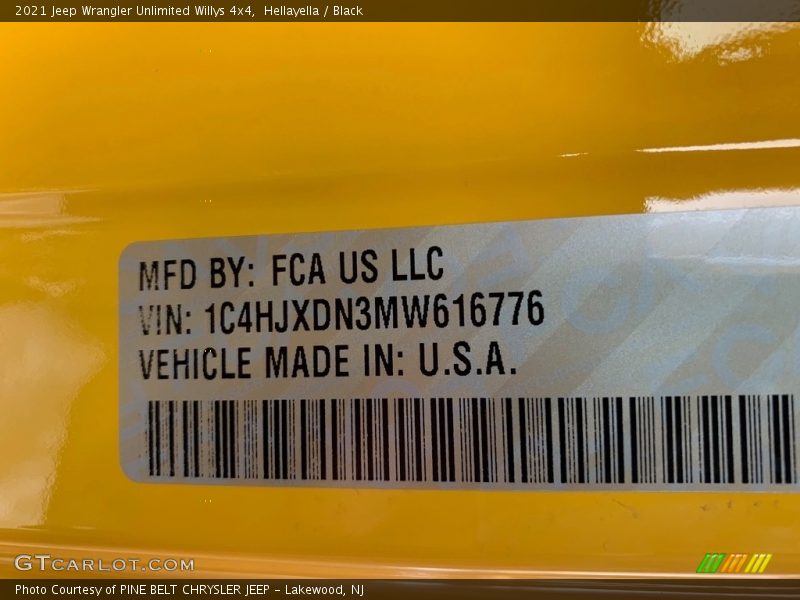 2021 Jeep Wrangler Unlimited Willys 4x4,  Hellayella / Black
MFD BY: FCA US LLC
VIN: 1C4HJXDN3MW616776
VEHICLE MADE IN: U.S.A.
GTCARLOT.COM
Photo Courtesy of PINE BELT CHRYSLER JEEP - Lakewood, NJ